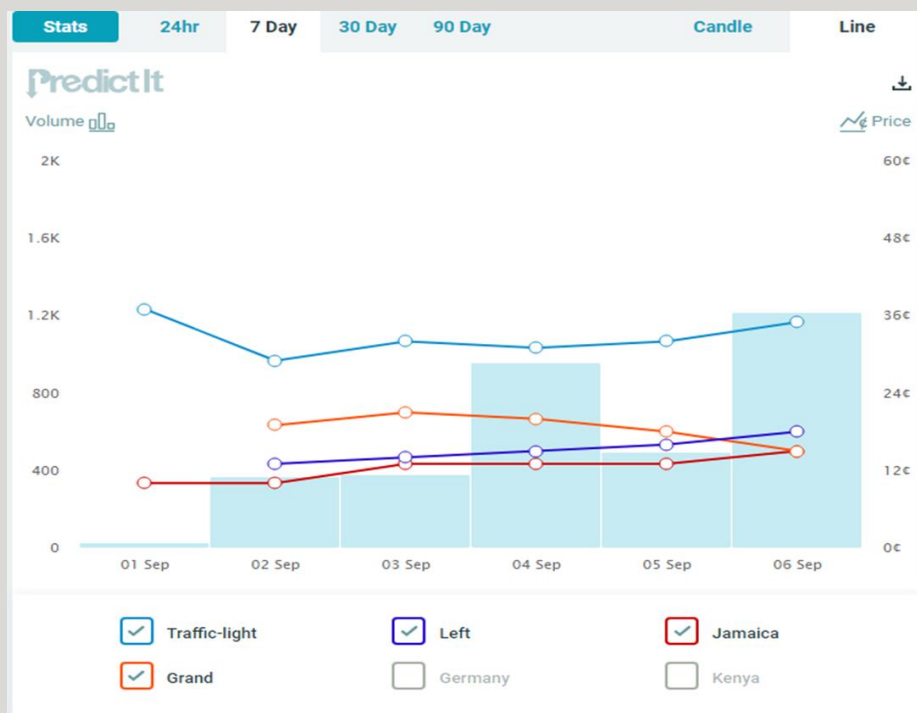 Stats 24hr 7 Day 30 Day 90 Day Candle Line
PredictIt
Volume ¢ Price
2K 60¢
1.6K 48¢
1.2K 36¢
800 24¢
400 12¢
0 0¢
01 Sep 02 Sep 03 Sep 04 Sep 05 Sep 06 Sep
Traffic-light Left Jamaica
Grand Germany Kenya